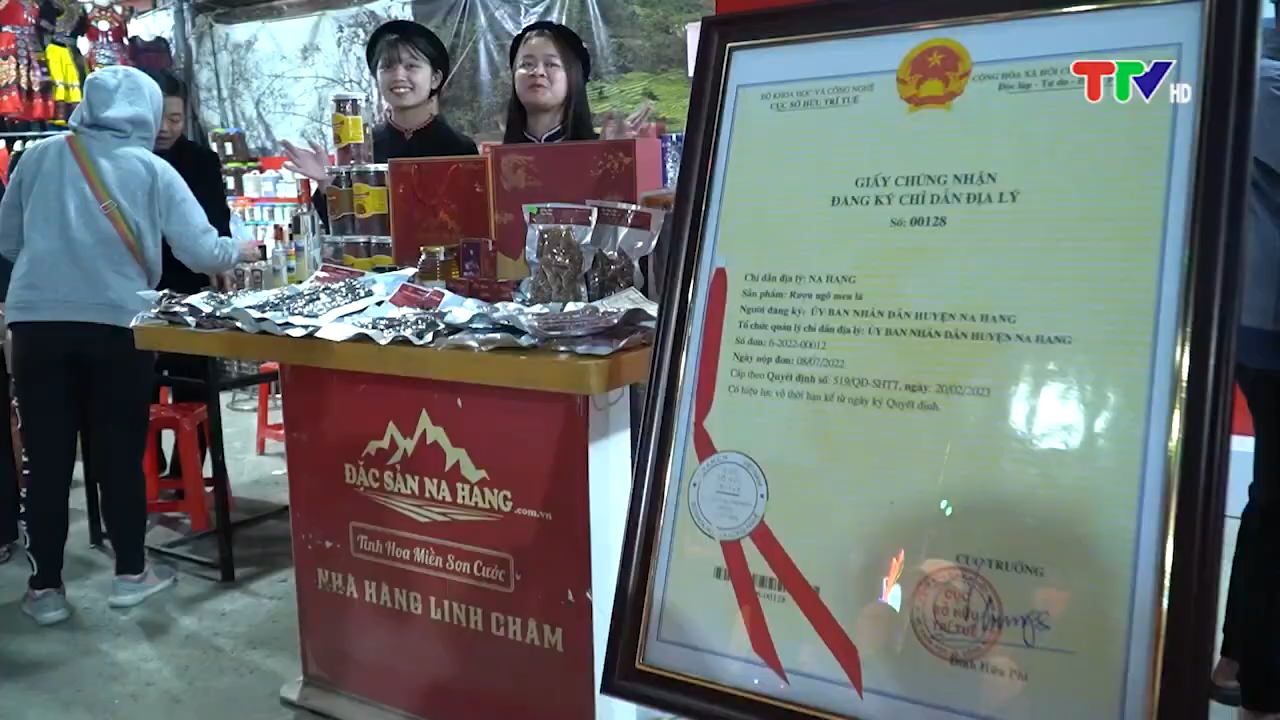 TTV HD
BỘ KHOA HỌC VÀ CÔNG NGHỆ
CỤC SỞ HỮU TRÍ TUỆ
CỘNG HÒA XÃ HỘI
Độc lập - Tự do
GIẤY CHỨNG NHẬN
ĐĂNG KÝ CHỈ DẪN ĐỊA LÝ
Số: 00128
Chỉ dẫn địa lý: NA HANG
Sản phẩm: Rượu ngô men lá
Người đăng ký: ỦY BAN NHÂN DÂN HUYỆN NA HANG
Tổ chức quản lý chỉ dẫn địa lý: ỦY BAN NHÂN DÂN HUYỆN NA HANG
Số đơn: 6-2022-00012
Ngày nộp đơn: 08/07/2022
Cấp theo Quyết định số: 519/QĐ-SHTT, ngày: 20/02/2023
Có hiệu lực vô thời hạn kể từ ngày ký Quyết định.
CỤC TRƯỞNG
CỤC
SỞ HỮU
TRÍ TUỆ
Đinh Hữu Phí
ĐẶC SẢN NA HANG
.com.vn
Tinh Hoa Miền Sơn Cước
NHÀ HÀNG LINH CHÂM